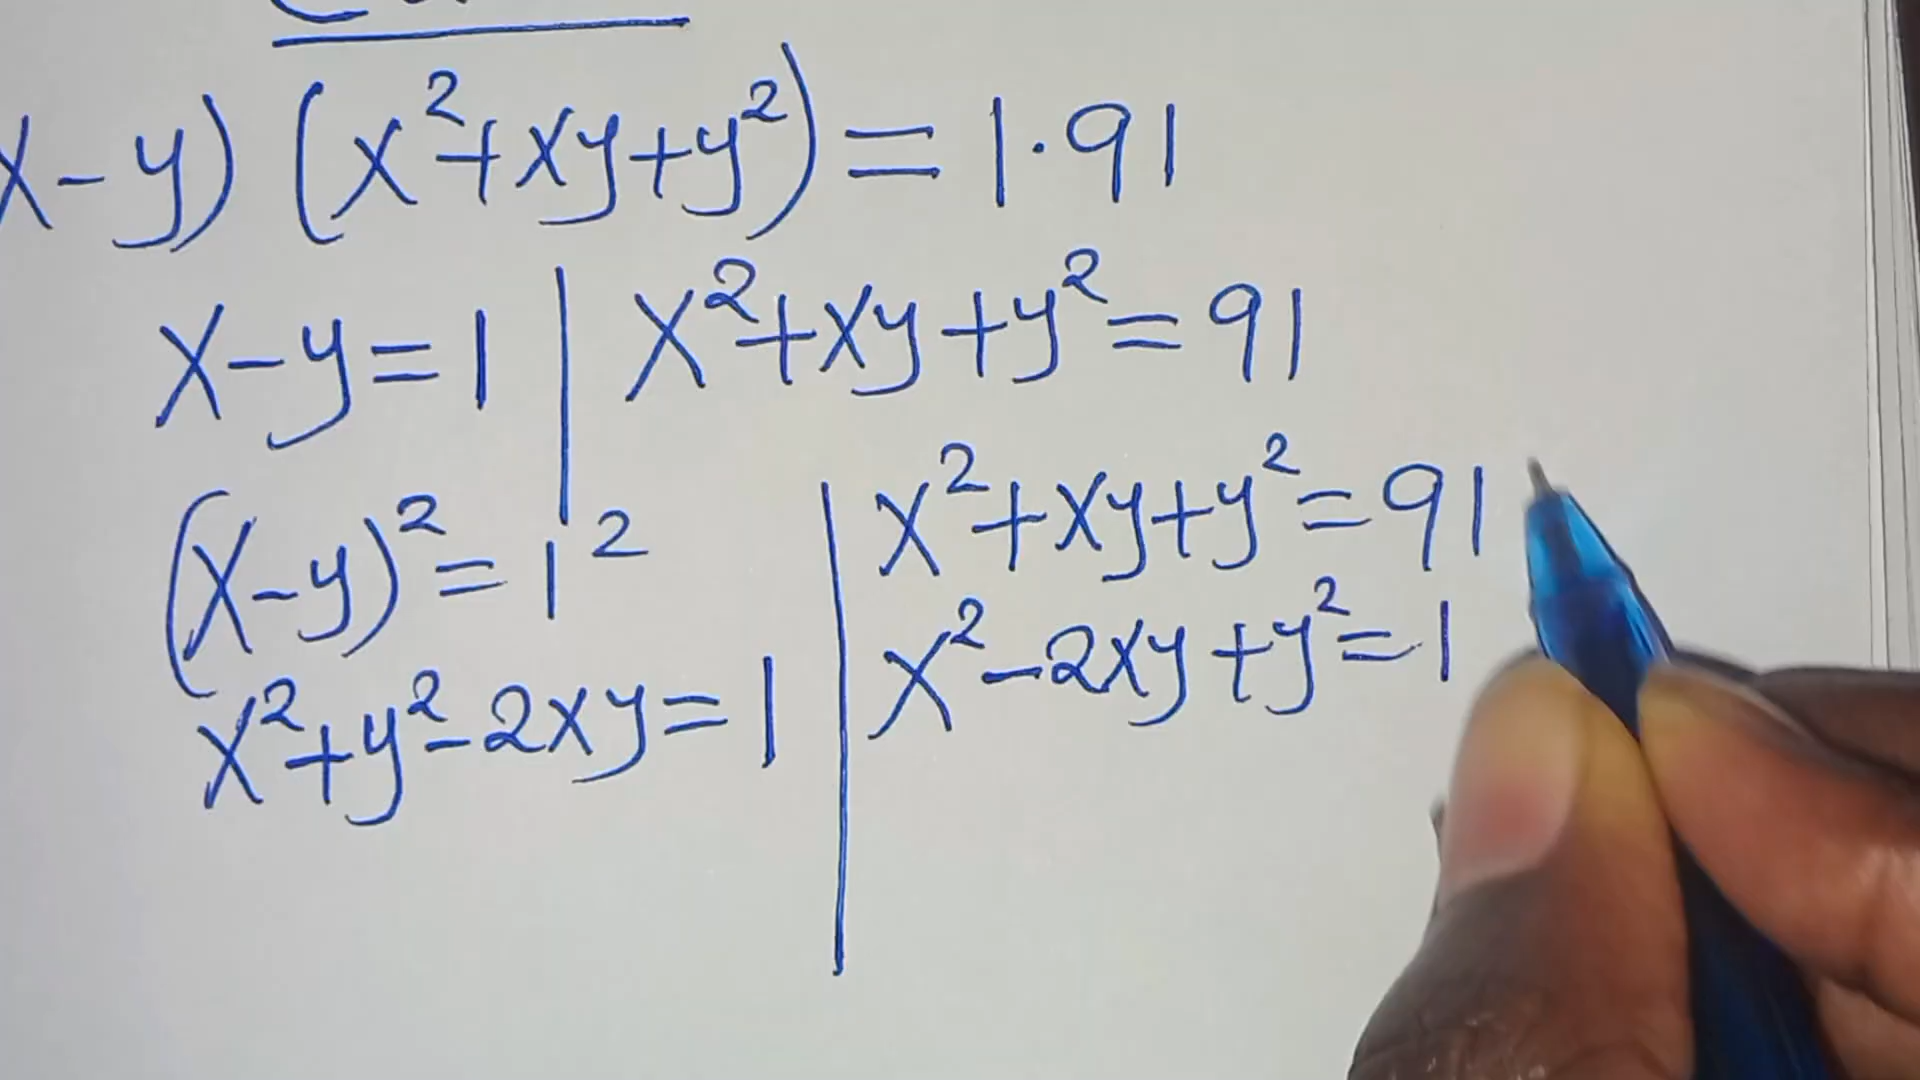 x-y) (x²+xy+y²) = 1·91
x-y=1 | x²+xy+y²=91
(x-y)²=1²
x²+y²-2xy=1
x²+xy+y²=91
x²-2xy+y²=1